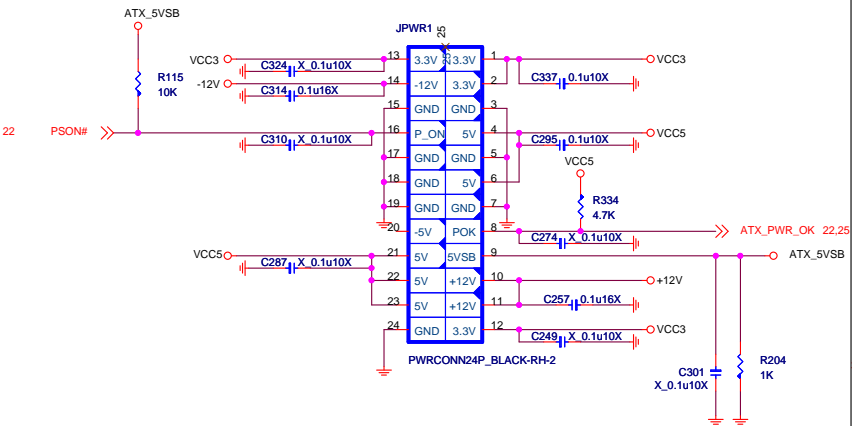 ATX_5VSB
JPWR1
25
25 X
VCC3
C324 X_0.1u10X
13
3.3V
3.3V
1
VCC3
R115
10K
-12V
C314 0.1u16X
14
-12V
3.3V
2
C337 0.1u10X
15
GND
GND
3
22 PSON#
C310 X_0.1u10X
16
P_ON
5V
4
VCC5
17
GND
GND
5
C295 0.1u10X
VCC5
18
GND
5V
6
R334
4.7K
19
GND
GND
7
20
-5V
POK
8
ATX_PWR_OK 22,25
C274 X_0.1u10X
VCC5
21
5V
5VSB
9
ATX_5VSB
C287 X_0.1u10X
22
5V
+12V
10
+12V
23
5V
+12V
11
C257 0.1u16X
24
GND
3.3V
12
VCC3
C249 X_0.1u10X
PWRCONN24P_BLACK-RH-2
C301
X_0.1u10X
R204
1K